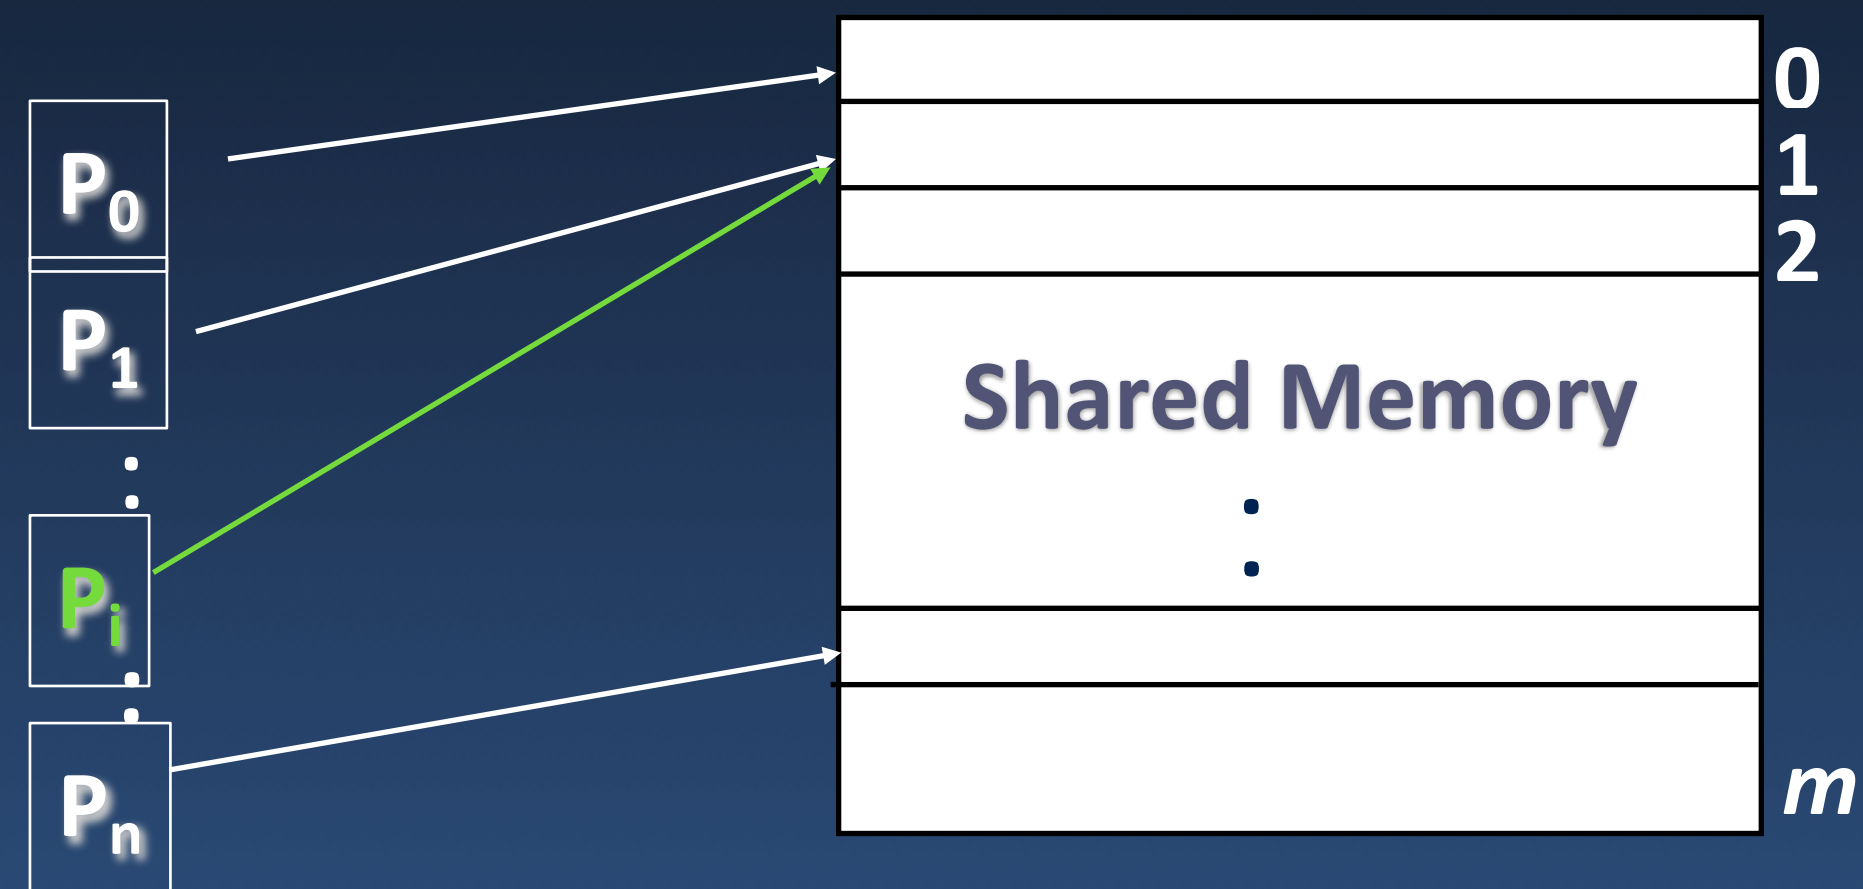 P0
P1
.
.
Pi
.
.
Pn
Shared Memory
.
.
0
1
2
m